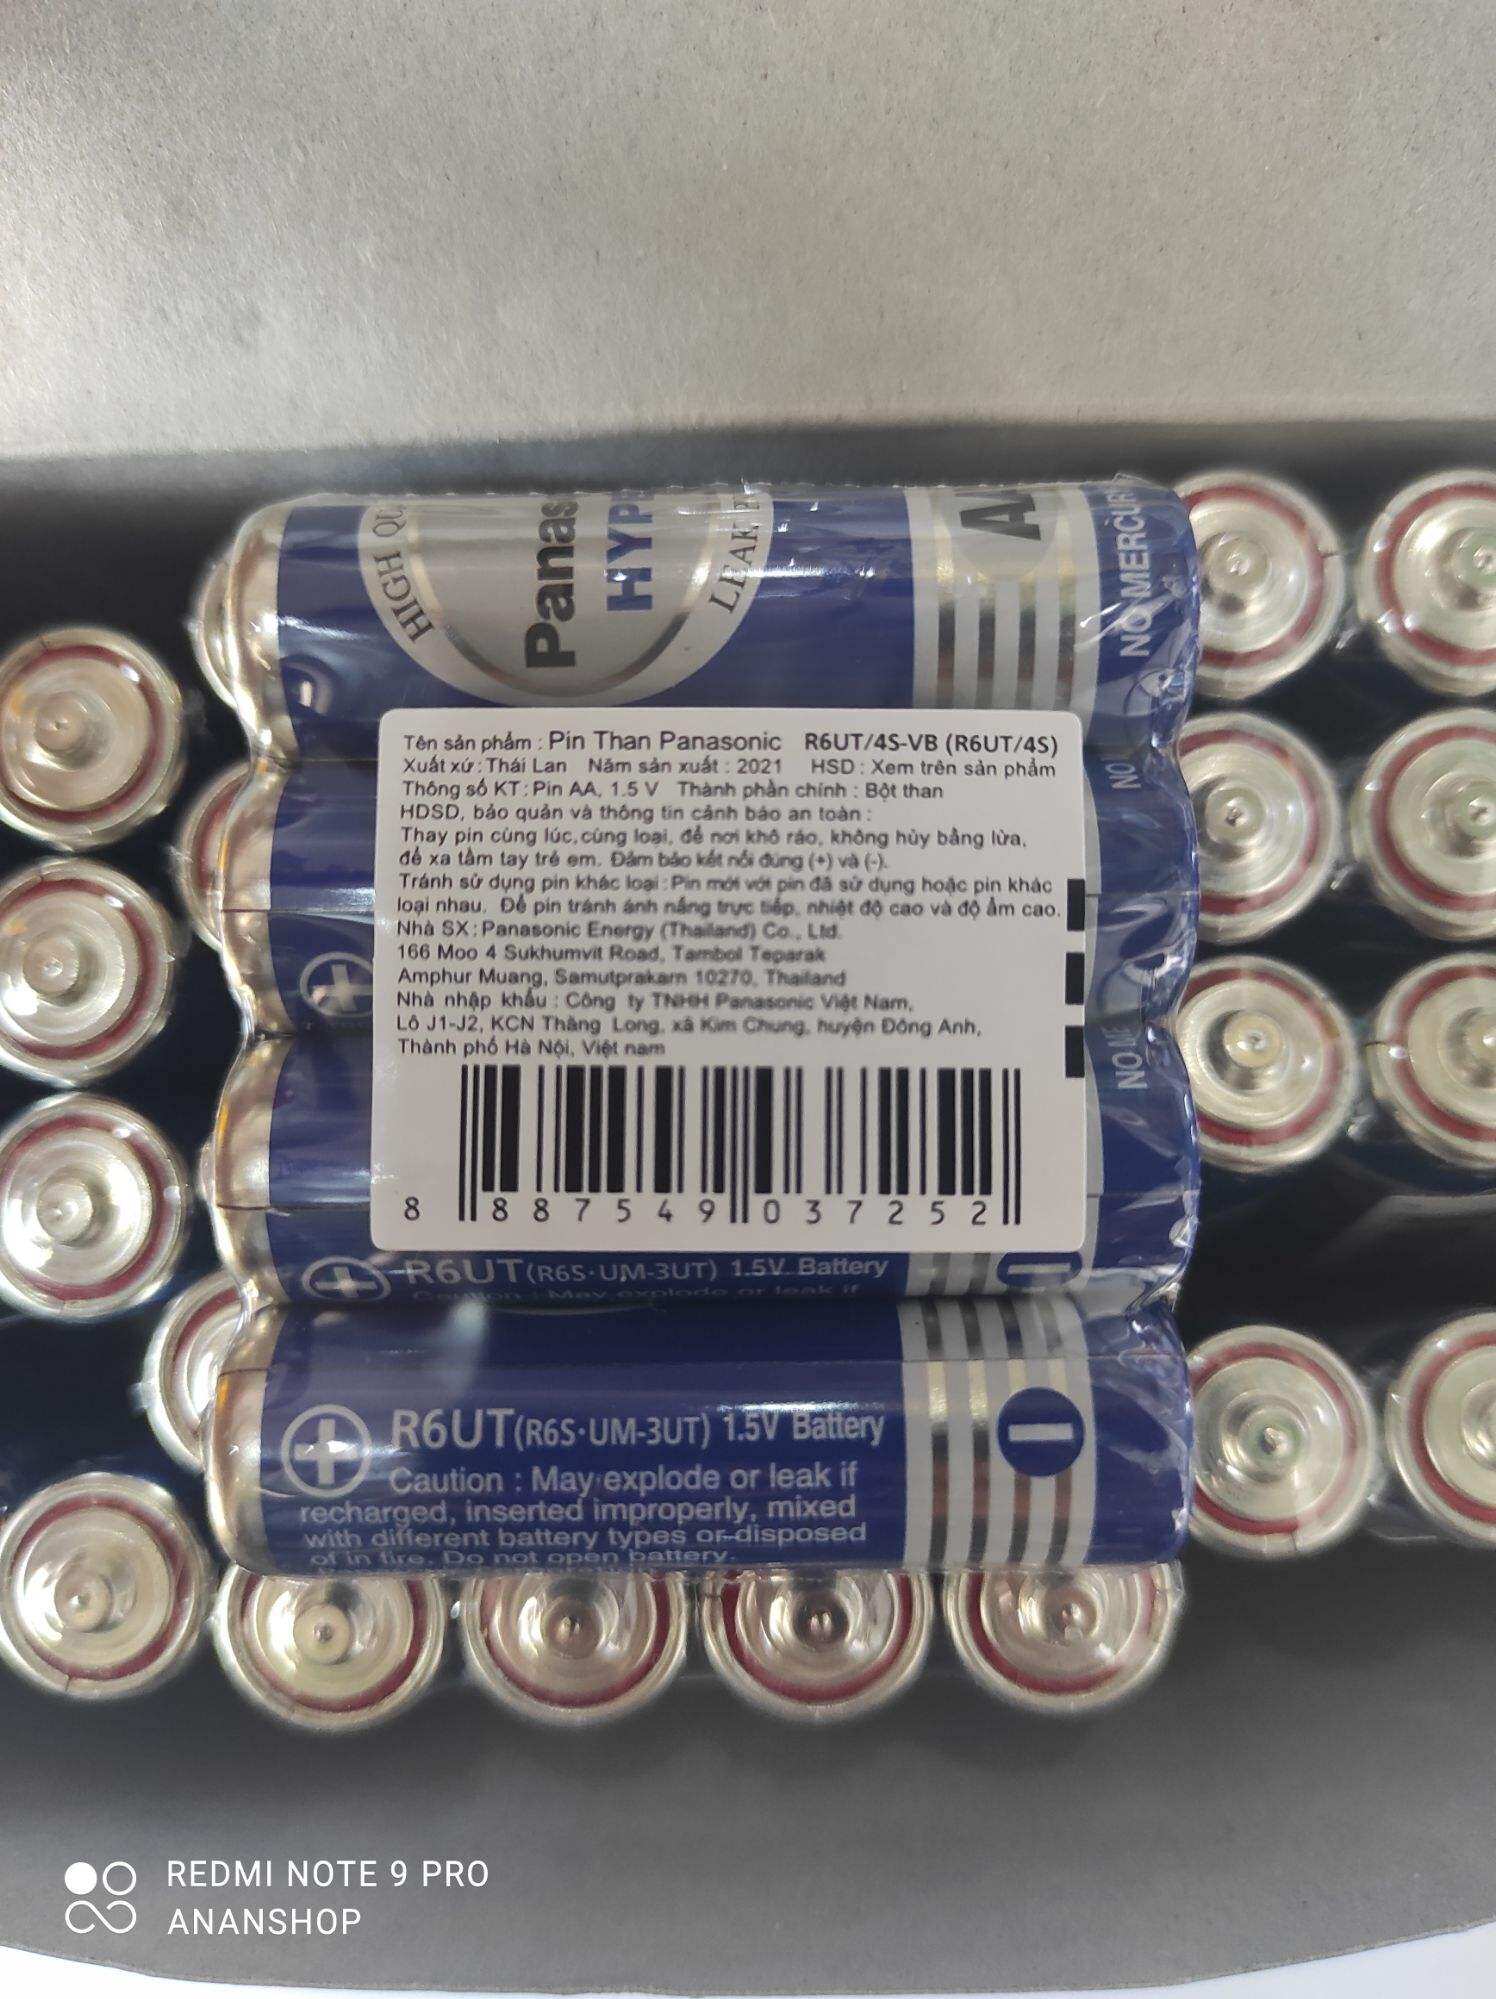 HIGH
Panas
HYP
LEAK
NO MERCURY
Tên sản phẩm : Pin Than Panasonic R6UT/4S-VB (R6UT/4S)
Xuất xứ : Thái Lan Năm sản xuất : 2021 HSD : Xem trên sản phẩm
Thông số KT : Pin AA, 1.5 V Thành phần chính : Bột than
HDSD, bảo quản và thông tin cảnh báo an toàn :
Thay pin cùng lúc, cùng loại, để nơi khô ráo, không hủy bằng lửa,
để xa tầm tay trẻ em. Đảm bảo kết nối đúng (+) và (-).
Tránh sử dụng pin khác loại : Pin mới với pin đã sử dụng hoặc pin khác
loại nhau. Để pin tránh ánh nắng trực tiếp, nhiệt độ cao và độ ẩm cao.
Nhà SX : Panasonic Energy (Thailand) Co., Ltd.
166 Moo 4 Sukhumvit Road, Tambol Teparak
Amphur Muang, Samutprakarn 10270, Thailand
Nhà nhập khẩu : Công ty TNHH Panasonic Việt Nam,
Lô J1-J2, KCN Thăng Long, xã Kim Chung, huyện Đông Anh,
Thành phố Hà Nội, Việt nam
8 887549 037252
R6UT(R6S·UM-3UT) 1.5V Battery
Caution : May explode or leak if
R6UT(R6S·UM-3UT) 1.5V Battery
Caution : May explode or leak if
recharged, inserted improperly, mixed
with different battery types or disposed
of in fire. Do not open battery.
REDMI NOTE 9 PRO
ANANSHOP